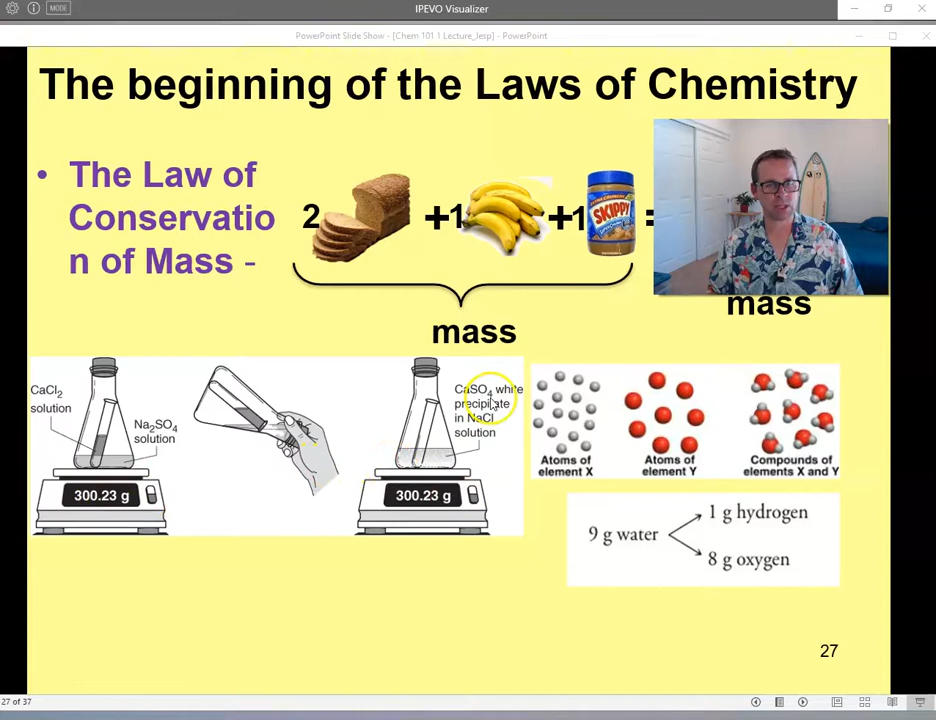 IPEVO Visualizer
MODE
PowerPoint Slide Show - [Chem 101 1 Lecture_Jesp] - PowerPoint
The beginning of the Laws of Chemistry
• The Law of
Conservatio
n of Mass -
2 + 1 + 1 =
SKIPPY
mass
mass
CaCl2
solution
Na2SO4
solution
300.23 g
CaSO4 white
precipitate
in NaCl
solution
300.23 g
Atoms of
element X
Atoms of
element Y
Compounds of
elements X and Y
9 g water
1 g hydrogen
8 g oxygen
27
27 of 37